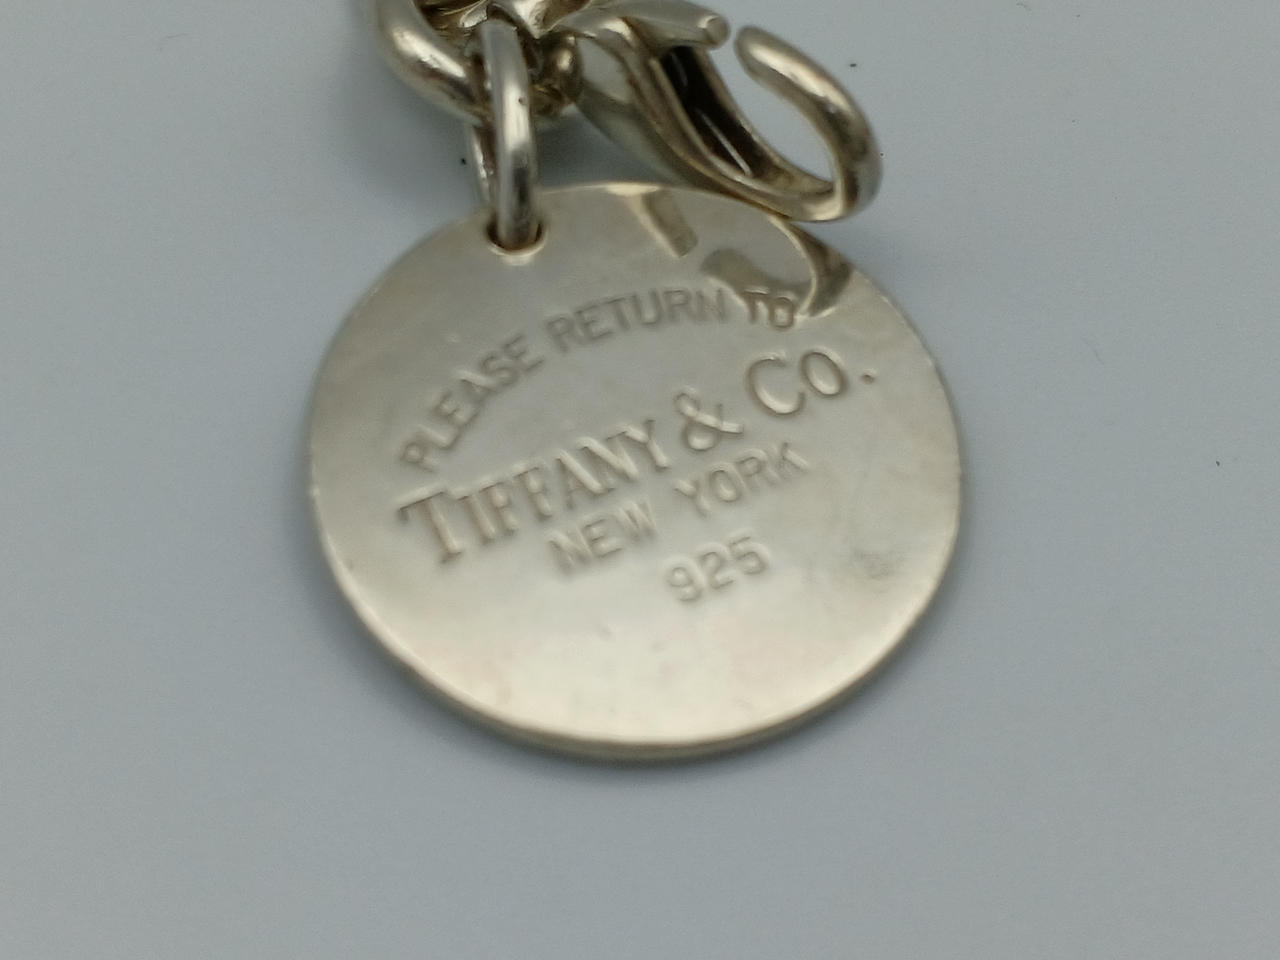 PLEASE RETURN TO
TIFFANY & CO.
NEW YORK
925